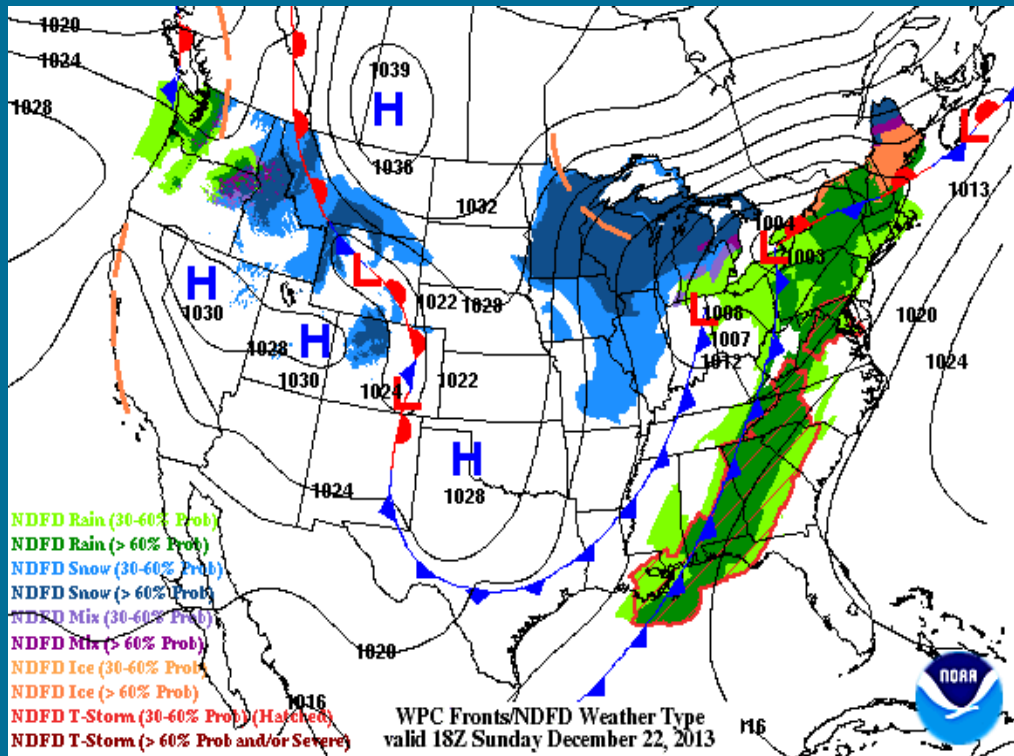 1020
1024
1028
1039
H
1036
1032
L
1013
1004
L
1003
H
1030
L
1022
1028
L
1008
1007
1012
1020
1024
H
1028
1030
1024
L
1022
H
1028
1024
NDFD Rain (30-60% Prob)
NDFD Rain (> 60% Prob)
NDFD Snow (30-60% Prob)
NDFD Snow (> 60% Prob)
NDFD Mix (30-60% Prob)
NDFD Mix (> 60% Prob)
NDFD Ice (30-60% Prob)
NDFD Ice (> 60% Prob)
NDFD T-Storm (30-60% Prob) (Hatched)
NDFD T-Storm (> 60% Prob and/or Severe)
1020
1016
WPC Fronts/NDFD Weather Type
valid 18Z Sunday December 22, 2013
NOAA